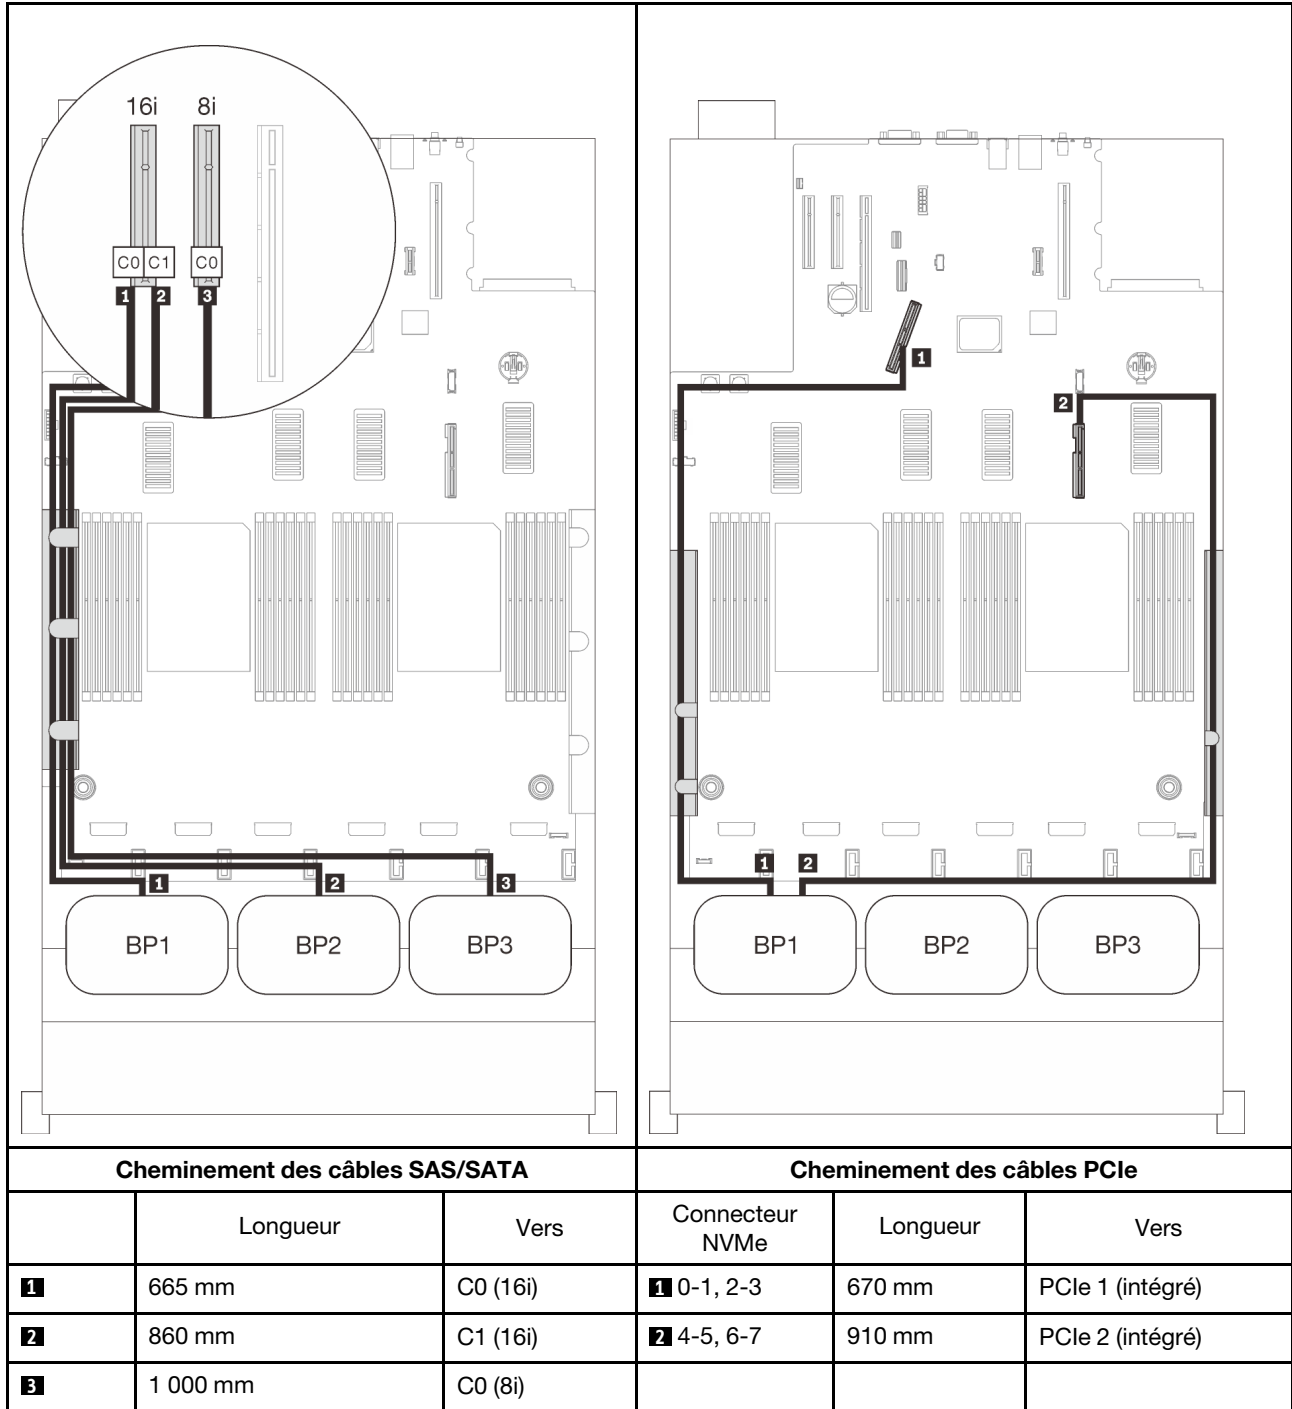 16i 8i
C0 C1 C0
1 2 3
1 2 3
BP1 BP2 BP3
1
2
1 2
BP1 BP2 BP3
Cheminement des câbles SAS/SATA
Cheminement des câbles PCIe
Longueur Vers Connecteur NVMe Longueur Vers
1 665 mm C0 (16i) 1 0-1, 2-3 670 mm PCIe 1 (intégré)
2 860 mm C1 (16i) 2 4-5, 6-7 910 mm PCIe 2 (intégré)
3 1 000 mm C0 (8i)